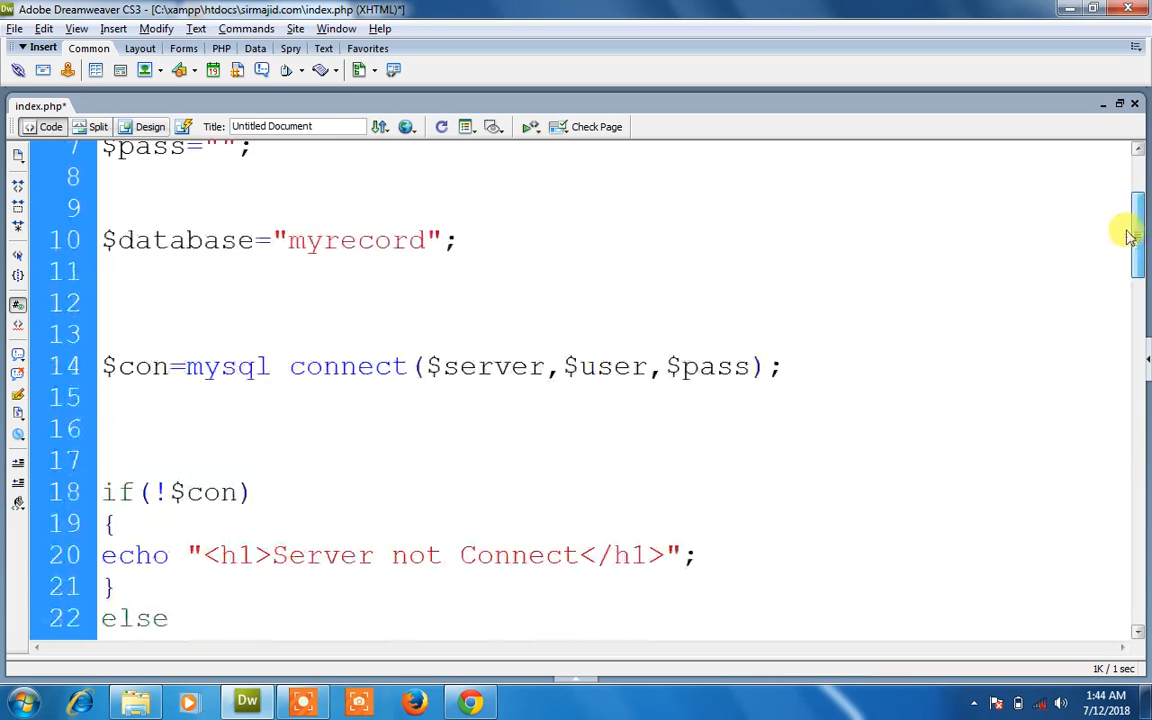 Adobe Dreamweaver CS3 - [C:\xampp\htdocs\sirmajid.com\index.php (XHTML)*]
File Edit View Insert Modify Text Commands Site Window Help
Insert Common Layout Forms PHP Data Spry Text Favorites
index.php*
Code Split Design Title: Untitled Document Check Page
7 $pass="";
8
9
10 $database="myrecord";
11
12
13
14 $con=mysql connect($server,$user,$pass);
15
16
17
18 if(!$con)
19 {
20 echo "<h1>Server not Connect</h1>";
21 }
22 else
1K / 1 sec
Dw
1:44 AM
7/12/2018